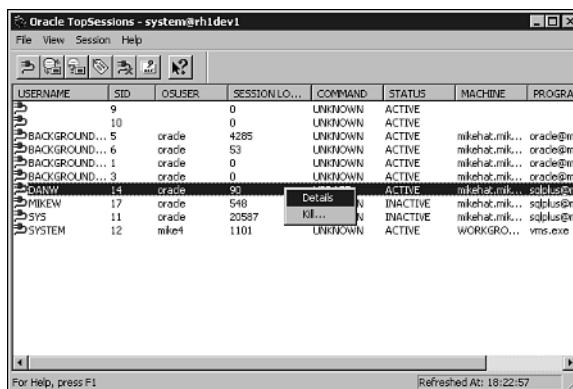 Oracle TopSessions - system@rh1dev1
File View Session Help
USERNAME SID OSUSER SESSION LO... COMMAND STATUS MACHINE PROGRA
9 0 UNKNOWN ACTIVE
10 0 UNKNOWN ACTIVE
BACKGROUND... 5 oracle 4285 UNKNOWN ACTIVE mikehat.mik... oracle@m
BACKGROUND... 6 oracle 53 UNKNOWN ACTIVE mikehat.mik... oracle@m
BACKGROUND... 1 oracle 0 UNKNOWN ACTIVE mikehat.mik... oracle@m
BACKGROUND... 3 oracle 0 UNKNOWN ACTIVE mikehat.mik... oracle@m
DANW 14 oracle 90 ACTIVE mikehat.mik... sqlplus@r
Details
MIKEW 17 oracle 548 N INACTIVE mikehat.mik... sqlplus@r
Kill...
SYS 11 oracle 20587 N INACTIVE mikehat.mik... sqlplus@r
SYSTEM 12 mike4 1101 UNKNOWN ACTIVE WORKGRO... vms.exe
For Help, press F1 Refreshed At: 18:22:57